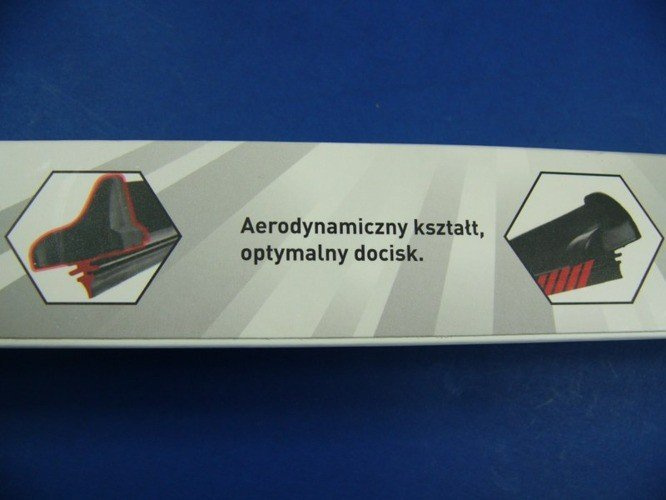 Aerodynamiczny kształt,
optymalny docisk.